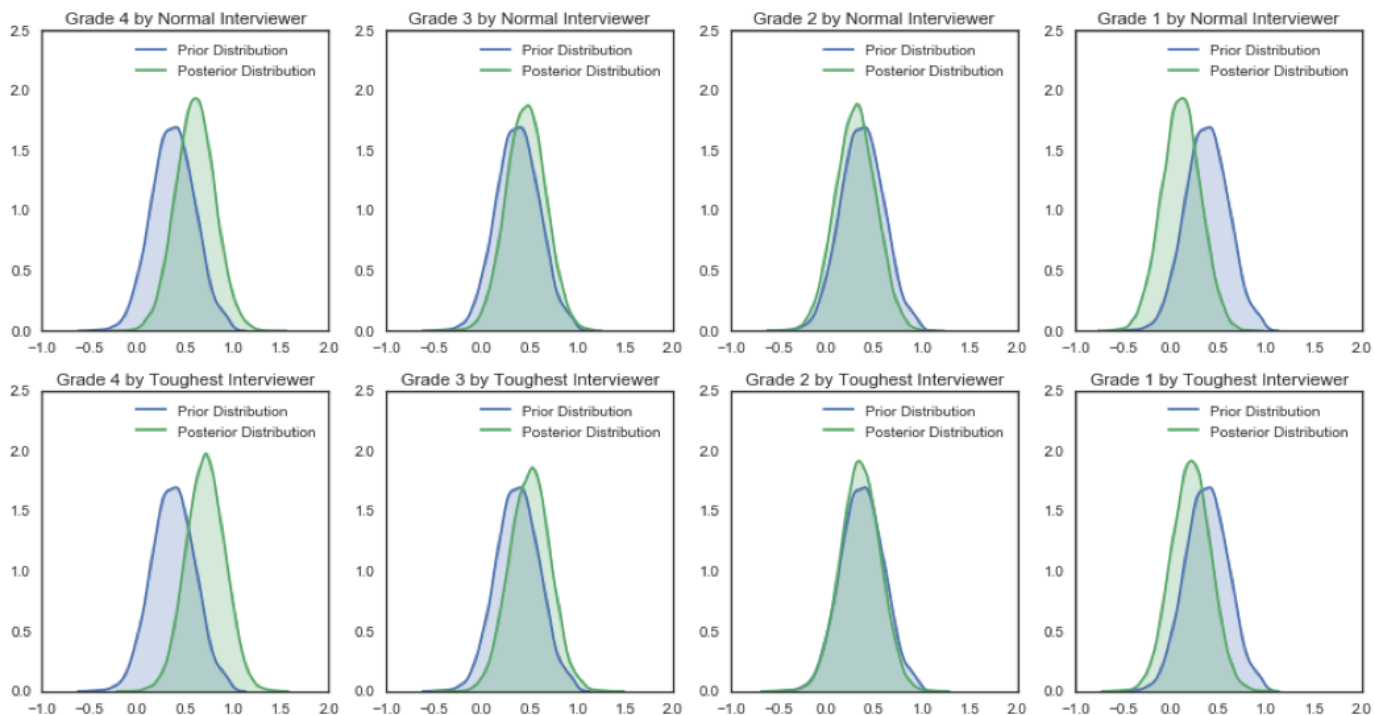 Grade 4 by Normal Interviewer
2.5
2.0
1.5
1.0
0.5
0.0
Prior Distribution
Posterior Distribution
−1.0 −0.5 0.0 0.5 1.0 1.5 2.0
Grade 3 by Normal Interviewer
2.5
2.0
1.5
1.0
0.5
0.0
Prior Distribution
Posterior Distribution
−1.0 −0.5 0.0 0.5 1.0 1.5 2.0
Grade 2 by Normal Interviewer
2.5
2.0
1.5
1.0
0.5
0.0
Prior Distribution
Posterior Distribution
−1.0 −0.5 0.0 0.5 1.0 1.5 2.0
Grade 1 by Normal Interviewer
2.5
2.0
1.5
1.0
0.5
0.0
Prior Distribution
Posterior Distribution
−1.0 −0.5 0.0 0.5 1.0 1.5 2.0
Grade 4 by Toughest Interviewer
2.5
2.0
1.5
1.0
0.5
0.0
Prior Distribution
Posterior Distribution
−1.0 −0.5 0.0 0.5 1.0 1.5 2.0
Grade 3 by Toughest Interviewer
2.5
2.0
1.5
1.0
0.5
0.0
Prior Distribution
Posterior Distribution
−1.0 −0.5 0.0 0.5 1.0 1.5 2.0
Grade 2 by Toughest Interviewer
2.5
2.0
1.5
1.0
0.5
0.0
Prior Distribution
Posterior Distribution
−1.0 −0.5 0.0 0.5 1.0 1.5 2.0
Grade 1 by Toughest Interviewer
2.5
2.0
1.5
1.0
0.5
0.0
Prior Distribution
Posterior Distribution
−1.0 −0.5 0.0 0.5 1.0 1.5 2.0